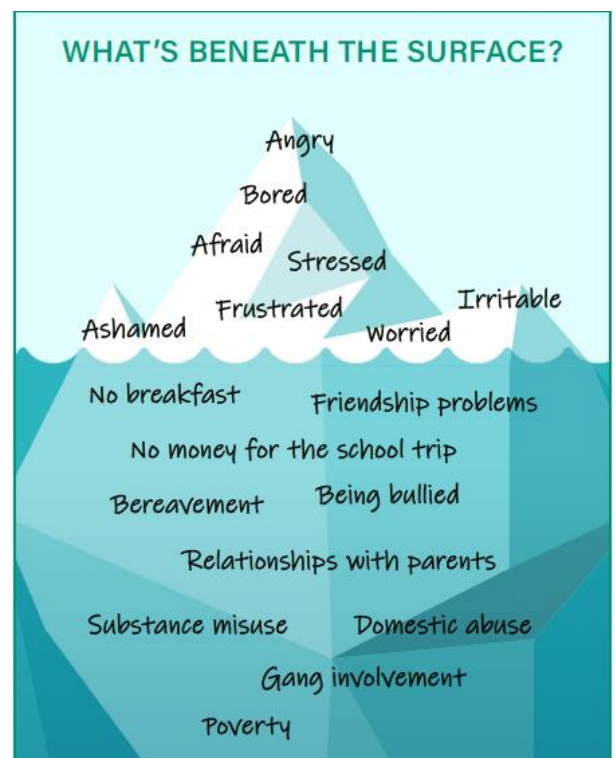 WHAT'S BENEATH THE SURFACE?
Angry
Bored
Afraid
Stressed
Frustrated
Irritable
Ashamed
Worried
No breakfast
Friendship problems
No money for the school trip
Bereavement
Being bullied
Relationships with parents
Substance misuse
Domestic abuse
Gang involvement
Poverty